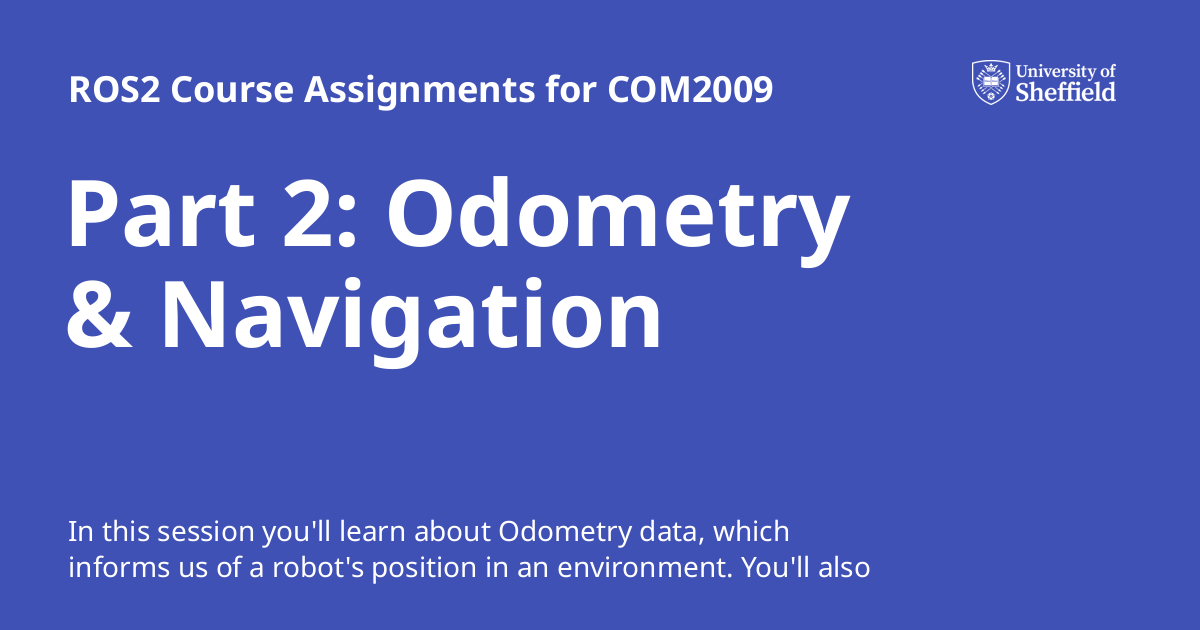 ROS2 Course Assignments for COM2009
University of
Sheffield
Part 2: Odometry
& Navigation
In this session you'll learn about Odometry data, which
informs us of a robot's position in an environment. You'll also